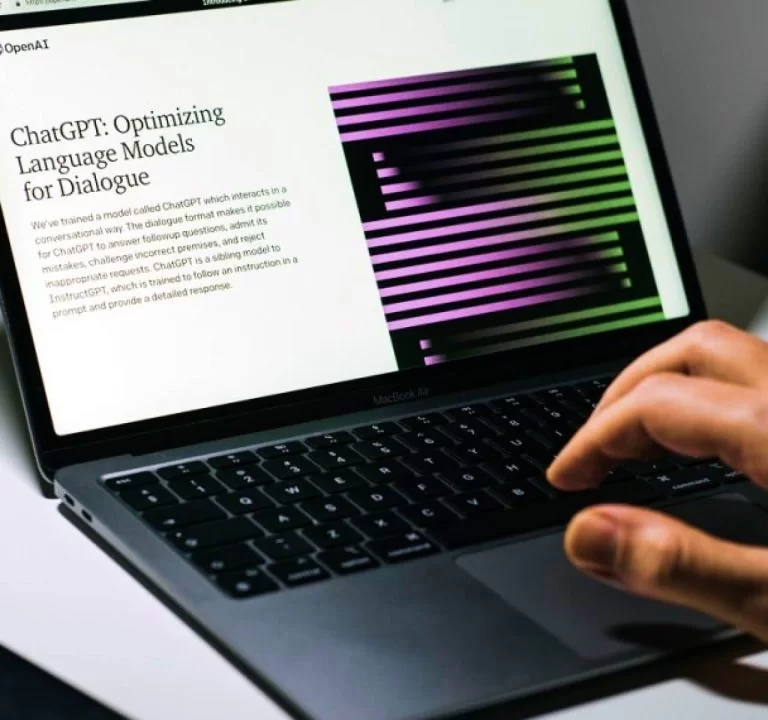 OpenAI
ChatGPT: Optimizing
Language Models
for Dialogue
We've trained a model called ChatGPT which interacts in a
conversational way. The dialogue format makes it possible
for ChatGPT to answer followup questions, admit its
mistakes, challenge incorrect premises, and reject
inappropriate requests. ChatGPT is a sibling model to
InstructGPT, which is trained to follow an instruction in a
prompt and provide a detailed response.
MacBook Air
esc
Q W E R T Y U
A S D F G H
Z X C V B
command